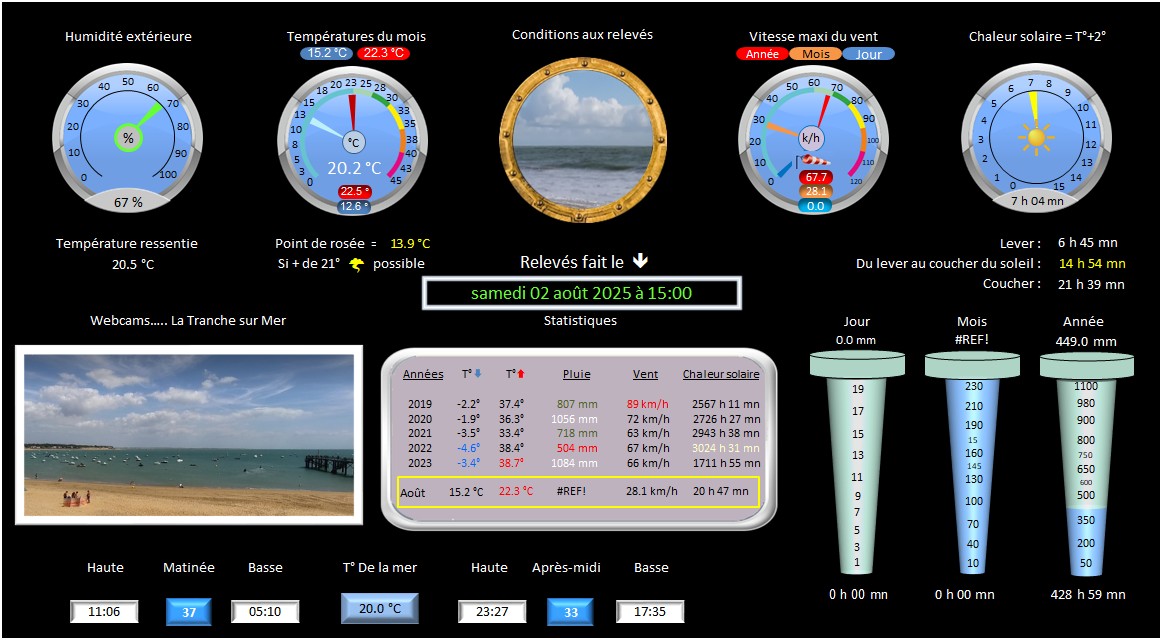 Humidité extérieure
Températures du mois
Conditions aux relevés
Vitesse maxi du vent
Chaleur solaire = T°+2°
15.2 °C 22.3 °C
Année Mois Jour
0 10 20 30 40 50 60 70 80 90 100
%
67 %
0 3 5 8 10 13 15 18 20 23 25 28 30 33 35 38 40 43 45
°C
20.2 °C
22.5 °
12.6 °
0 10 20 30 40 50 60 70 80 90 100 110 120
k/h
67.7
28.1
0.0
0 1 2 3 4 5 6 7 8 9 10 11 12 13 14 15
7 h 04 mn
Température ressentie
20.5 °C
Point de rosée = 13.9 °C
Si + de 21° possible
Relevés fait le
samedi 02 août 2025 à 15:00
Lever : 6 h 45 mn
Du lever au coucher du soleil : 14 h 54 mn
Coucher : 21 h 39 mn
Webcams..... La Tranche sur Mer
Statistiques
Années T° T° Pluie Vent Chaleur solaire
2019 -2.2° 37.4° 807 mm 89 km/h 2567 h 11 mn
2020 -1.9° 36.3° 1056 mm 72 km/h 2726 h 27 mn
2021 -3.5° 33.4° 718 mm 63 km/h 2943 h 38 mn
2022 -4.6° 38.4° 504 mm 67 km/h 3024 h 31 mn
2023 -3.4° 38.7° 1084 mm 66 km/h 1711 h 55 mn
Août 15.2 °C 22.3 °C #REF! 28.1 km/h 20 h 47 mn
Jour
0.0 mm
19
17
15
13
11
9
7
5
3
1
0 h 00 mn
Mois
#REF!
230
210
190
15
160
145
130
100
70
40
10
0 h 00 mn
Année
449.0 mm
1100
980
900
800
750
650
600
500
350
200
50
428 h 59 mn
Haute Matinée Basse T° De la mer Haute Après-midi Basse
11:06 37 05:10 20.0 °C 23:27 33 17:35